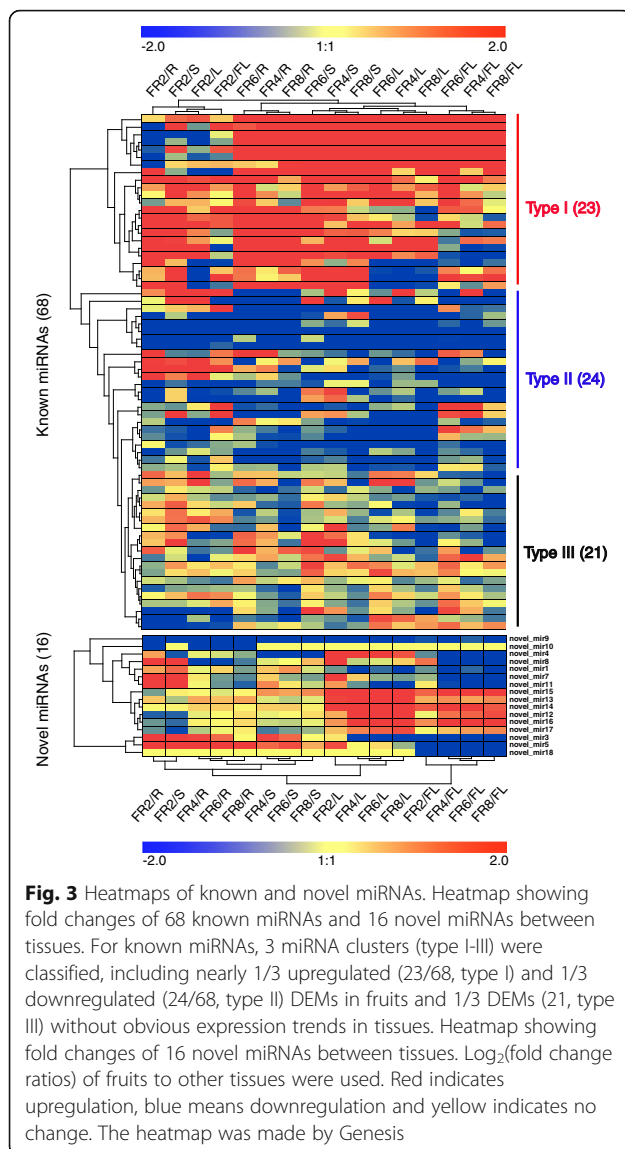 -2.0 1:1 2.0
FR2/R FR2/S FR2/L FR2/FL FR6/R FR4/R FR8/R FR6/S FR4/S FR8/S FR6/L FR4/L FR8/L FR6/FL FR4/FL FR8/FL
Known miRNAs (68)
Type I (23)
Type II (24)
Type III (21)
Novel miRNAs (16)
novel_mir9
novel_mir10
novel_mir4
novel_mir8
novel_mir1
novel_mir7
novel_mir11
novel_mir15
novel_mir13
novel_mir14
novel_mir12
novel_mir16
novel_mir17
novel_mir3
novel_mir5
novel_mir18
FR2/R FR2/S FR4/R FR6/R FR8/R FR4/S FR6/S FR8/S FR2/L FR4/L FR6/L FR8/L FR2/FL FR4/FL FR6/FL FR8/FL
-2.0 1:1 2.0
Fig. 3 Heatmaps of known and novel miRNAs. Heatmap showing
fold changes of 68 known miRNAs and 16 novel miRNAs between
tissues. For known miRNAs, 3 miRNA clusters (type I-III) were
classified, including nearly 1/3 upregulated (23/68, type I) and 1/3
downregulated (24/68, type II) DEMs in fruits and 1/3 DEMs (21, type
III) without obvious expression trends in tissues. Heatmap showing
fold changes of 16 novel miRNAs between tissues. Log₂(fold change
ratios) of fruits to other tissues were used. Red indicates
upregulation, blue means downregulation and yellow indicates no
change. The heatmap was made by Genesis